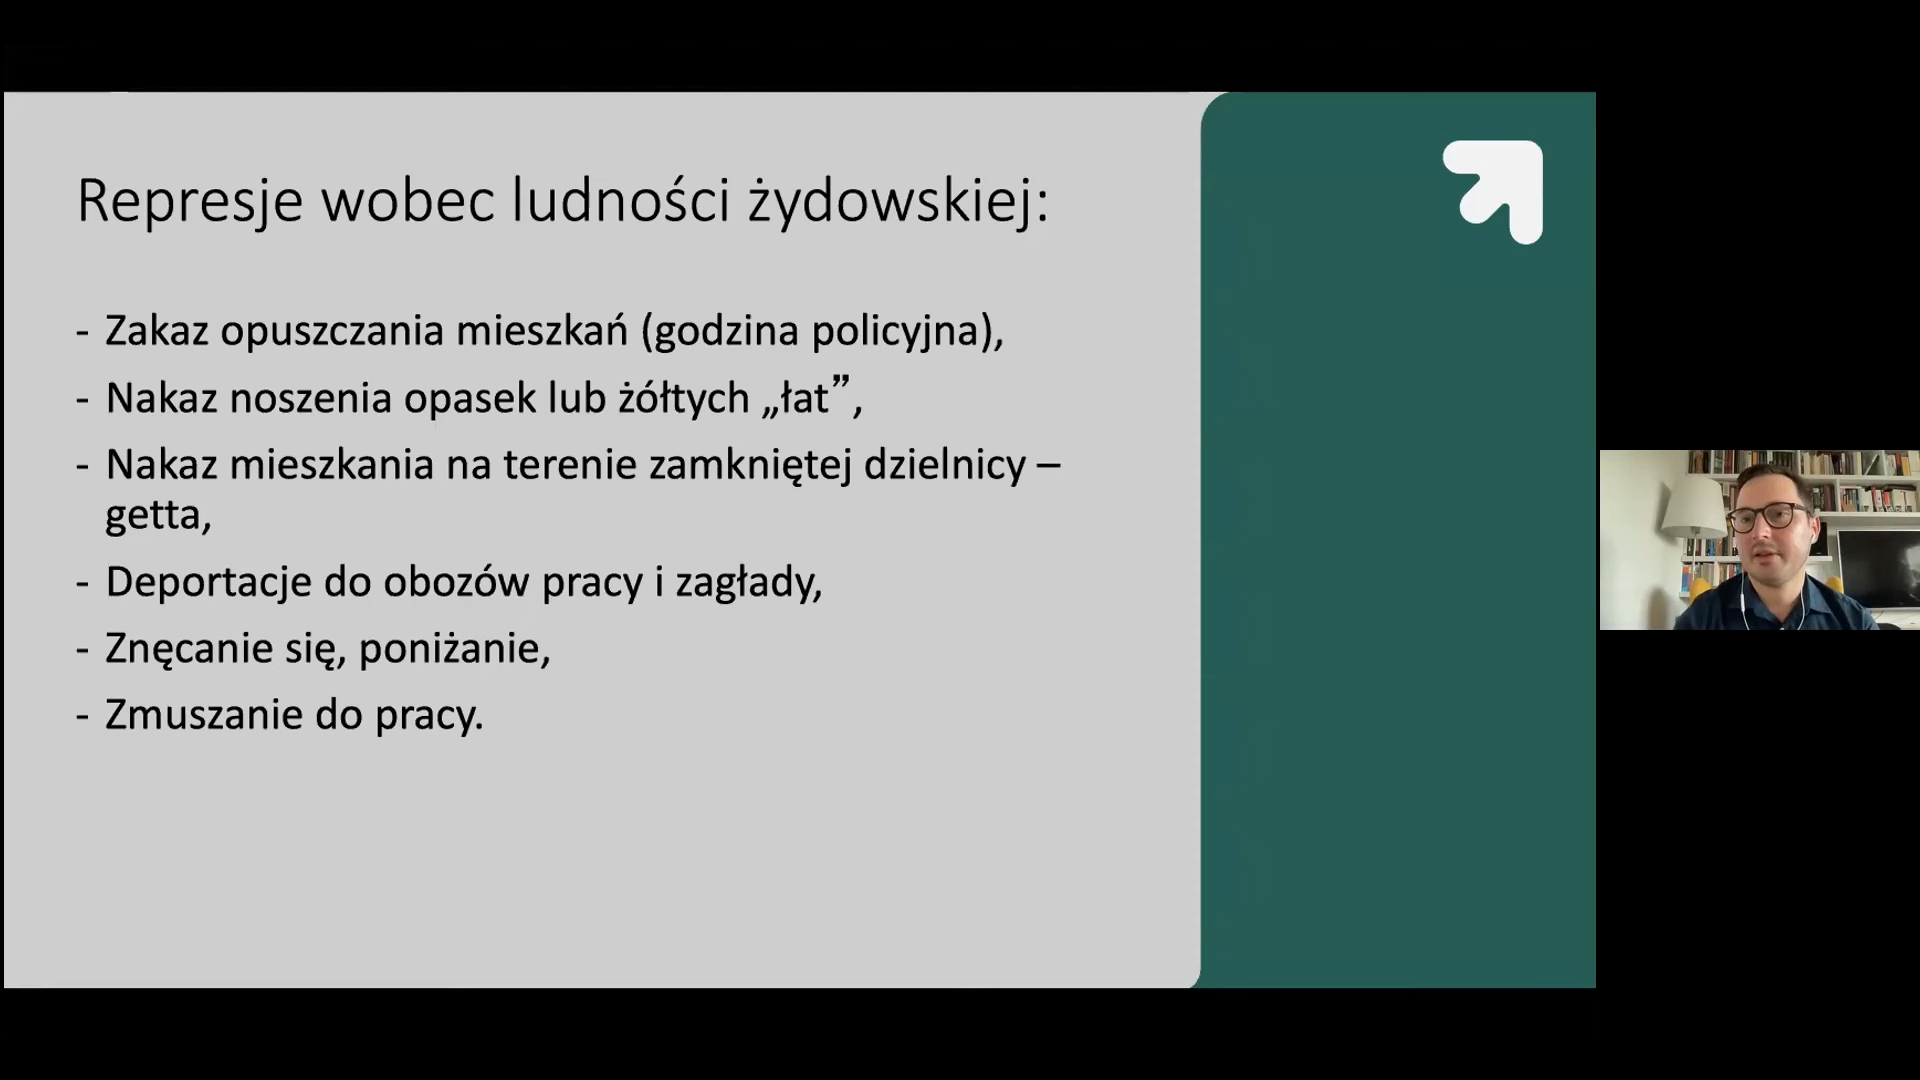 Represje wobec ludności żydowskiej:
- Zakaz opuszczania mieszkań (godzina policyjna),
- Nakaz noszenia opasek lub żółtych „łat”,
- Nakaz mieszkania na terenie zamkniętej dzielnicy –
getta,
- Deportacje do obozów pracy i zagłady,
- Znęcanie się, poniżanie,
- Zmuszanie do pracy.